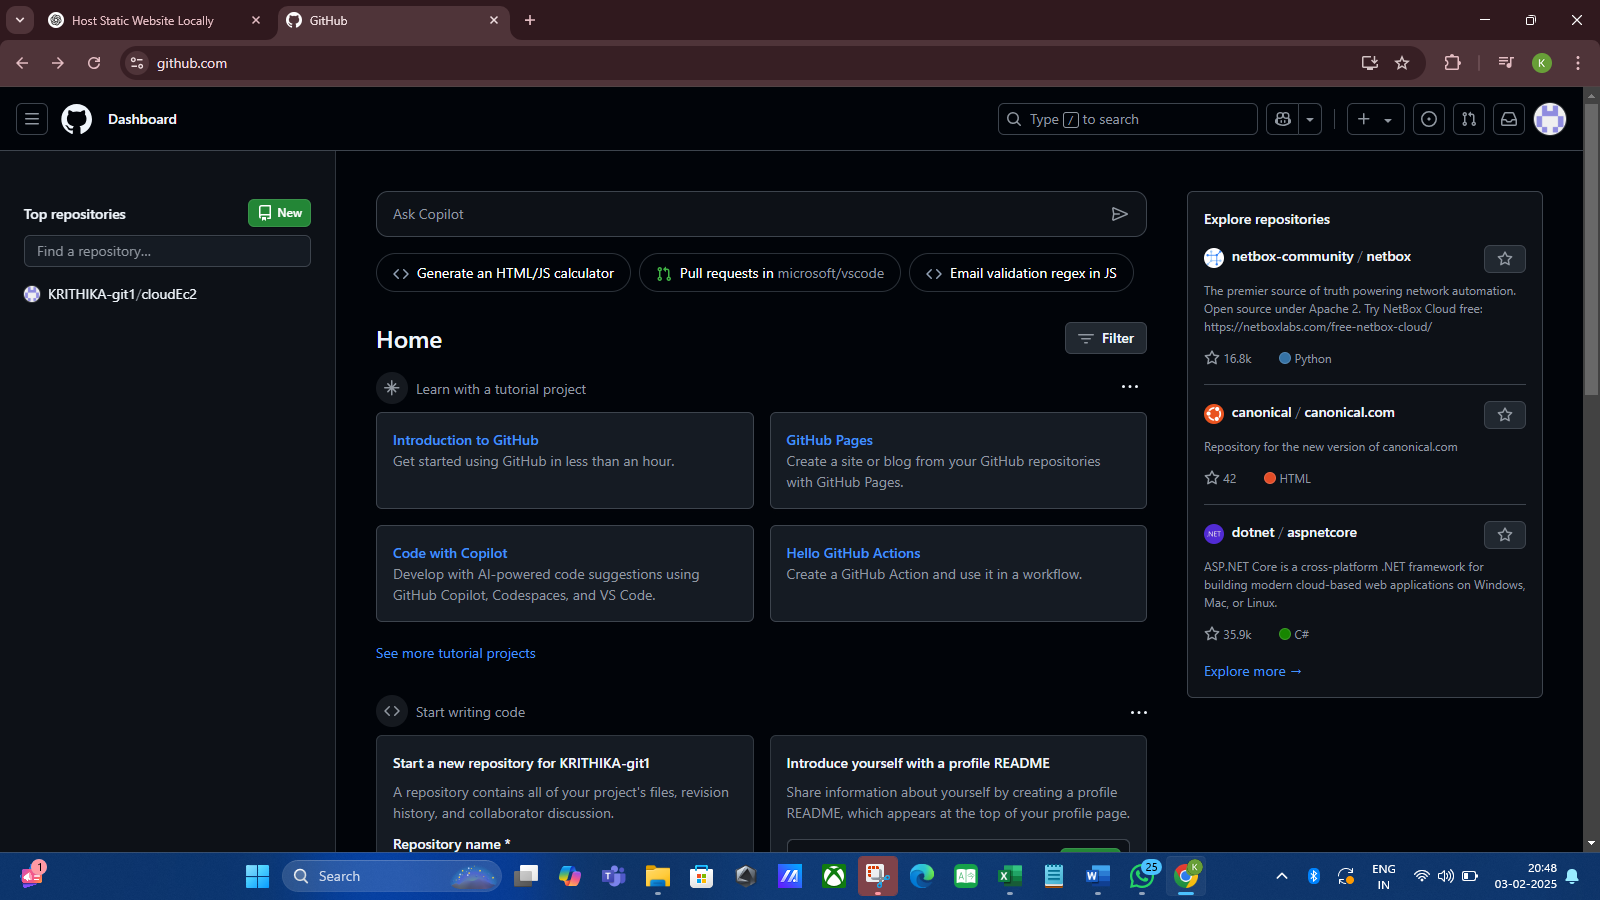 Host Static Website Locally
GitHub
github.com
K
Dashboard
Type / to search
Top repositories
New
Find a repository...
KRITHIKA-git1/cloudEc2
Ask Copilot
Generate an HTML/JS calculator
Pull requests in microsoft/vscode
Email validation regex in JS
Home
Filter
Learn with a tutorial project
Introduction to GitHub
Get started using GitHub in less than an hour.
GitHub Pages
Create a site or blog from your GitHub repositories
with GitHub Pages.
Code with Copilot
Develop with AI-powered code suggestions using
GitHub Copilot, Codespaces, and VS Code.
Hello GitHub Actions
Create a GitHub Action and use it in a workflow.
See more tutorial projects
Start writing code
Start a new repository for KRITHIKA-git1
A repository contains all of your project's files, revision
history, and collaborator discussion.
Repository name *
Introduce yourself with a profile README
Share information about yourself by creating a profile
README, which appears at the top of your profile page.
Explore repositories
netbox-community / netbox
The premier source of truth powering network automation.
Open source under Apache 2. Try NetBox Cloud free:
https://netboxlabs.com/free-netbox-cloud/
16.8k
Python
canonical / canonical.com
Repository for the new version of canonical.com
42
HTML
.NET
dotnet / aspnetcore
ASP.NET Core is a cross-platform .NET framework for
building modern cloud-based web applications on Windows,
Mac, or Linux.
35.9k
C#
Explore more →
1
Search
25
K
ENG
IN
20:48
03-02-2025